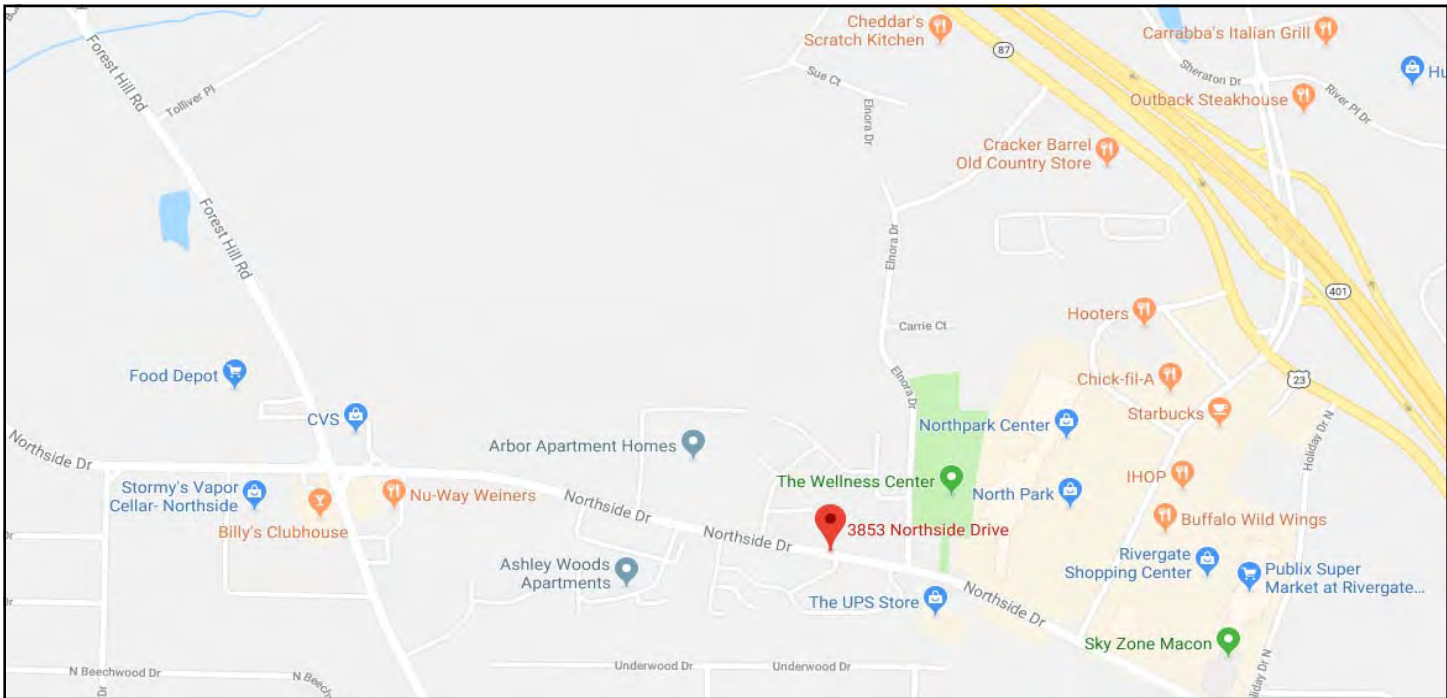 Cheddar's
Scratch Kitchen
87
Carrabba's Italian Grill
Forest Hill Rd
Tolliver Pl
Sue Ct
Elnora Dr
Sheraton Dr
Hu
Outback Steakhouse
River Pl Dr
Cracker Barrel
Old Country Store
Forest Hill Rd
Elnora Dr
401
Hooters
Carrie Ct
Food Depot
Chick-fil-A
23
Elnora Dr
Starbucks
CVS
Northpark Center
Holiday Dr N
Arbor Apartment Homes
Northside Dr
The Wellness Center
IHOP
Stormy's Vapor
Cellar- Northside
Nu-Way Weiners
North Park
Northside Dr
Buffalo Wild Wings
Billy's Clubhouse
3853 Northside Drive
Northside Dr
Ashley Woods
Apartments
Rivergate
Shopping Center
Publix Super
Market at Rivergate...
The UPS Store
Northside Dr
Sky Zone Macon
Underwood Dr
Underwood Dr
N Beechwood Dr
N Beech
Holiday Dr N
Dr
Dr
Dr